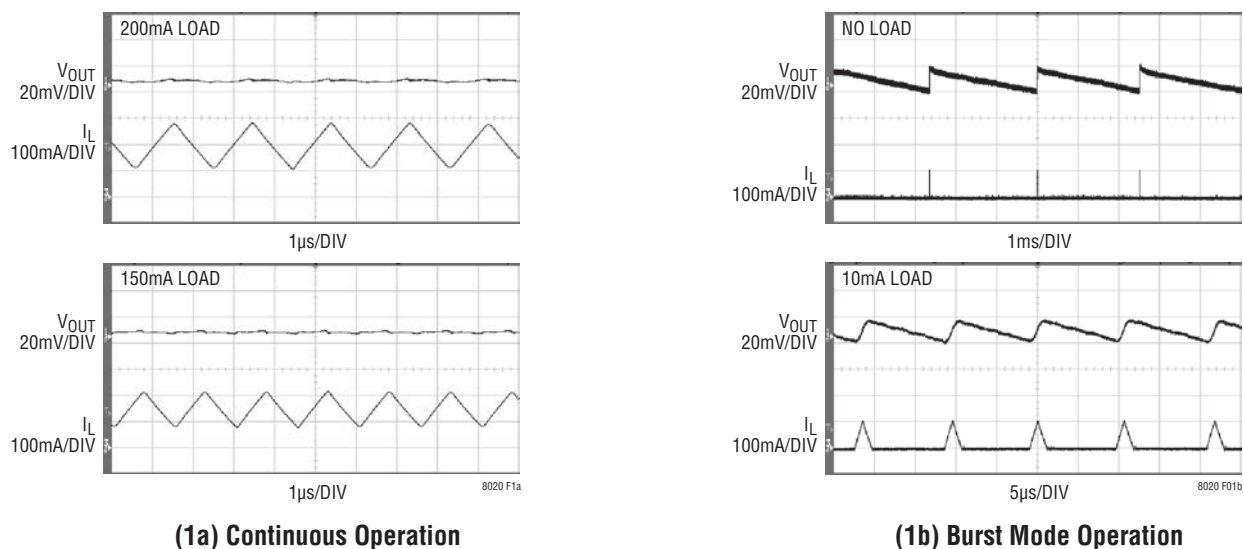 200mA LOAD
VOUT
20mV/DIV
IL
100mA/DIV
1µs/DIV
150mA LOAD
VOUT
20mV/DIV
IL
100mA/DIV
1µs/DIV
8020 F1a
(1a) Continuous Operation
NO LOAD
VOUT
20mV/DIV
IL
100mA/DIV
1ms/DIV
10mA LOAD
VOUT
20mV/DIV
IL
100mA/DIV
5µs/DIV
8020 F01b
(1b) Burst Mode Operation